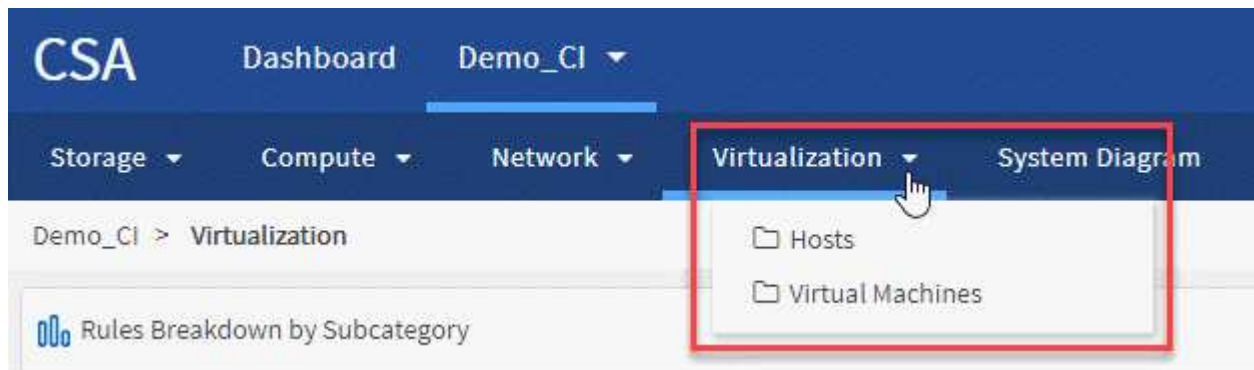 CSA Dashboard Demo_CI
Storage Compute Network Virtualization System Diagram
Demo_CI > Virtualization
Hosts
Virtual Machines
Rules Breakdown by Subcategory